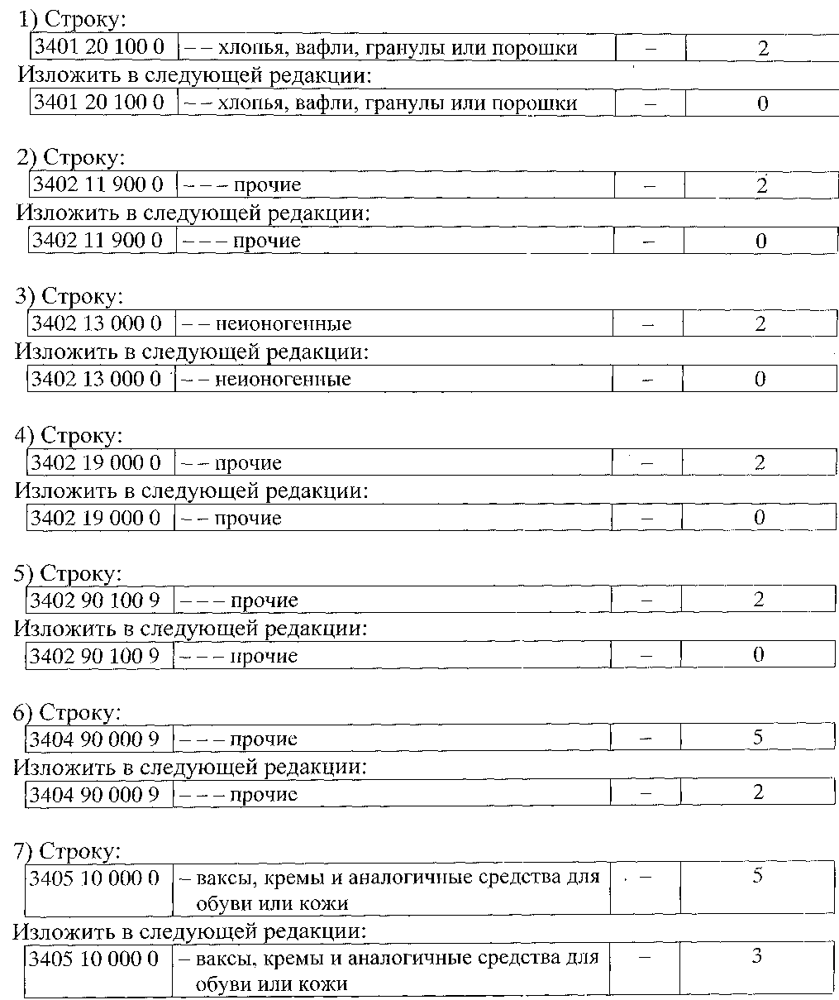 1) Строку:
3401 20 100 0 – – хлопья, вафли, гранулы или порошки – 2
Изложить в следующей редакции:
3401 20 100 0 – – хлопья, вафли, гранулы или порошки – 0
2) Строку:
3402 11 900 0 – – – прочие – 2
Изложить в следующей редакции:
3402 11 900 0 – – – прочие – 0
3) Строку:
3402 13 000 0 – – неионогенные – 2
Изложить в следующей редакции:
3402 13 000 0 – – неионогенные – 0
4) Строку:
3402 19 000 0 – – прочие – 2
Изложить в следующей редакции:
3402 19 000 0 – – прочие – 0
5) Строку:
3402 90 100 9 – – – прочие – 2
Изложить в следующей редакции:
3402 90 100 9 – – – прочие – 0
6) Строку:
3404 90 000 9 – – – прочие – 5
Изложить в следующей редакции:
3404 90 000 9 – – – прочие – 2
7) Строку:
3405 10 000 0 – ваксы, кремы и аналогичные средства для – 5
обуви или кожи
Изложить в следующей редакции:
3405 10 000 0 – ваксы, кремы и аналогичные средства для – 3
обуви или кожи